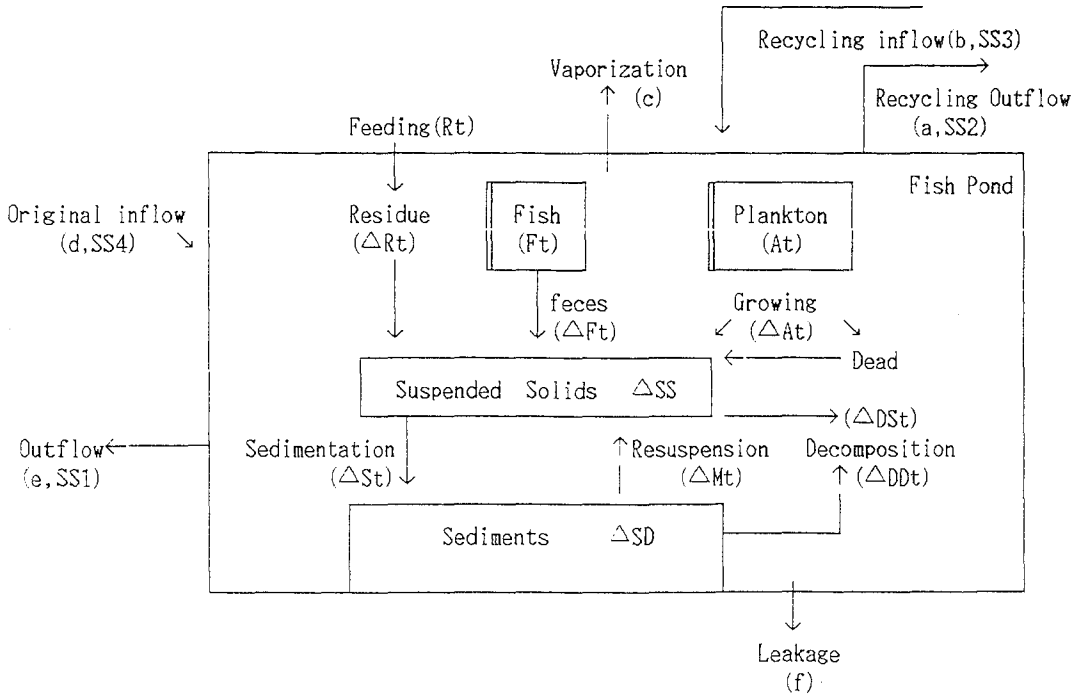 Recycling inflow(b,SS3)
Vaporization
(c)
Recycling Outflow
(a,SS2)
Feeding(Rt)
Fish Pond
Original inflow
(d,SS4)
Residue
(△Rt)
Fish
(Ft)
Plankton
(At)
feces
(△Ft)
Growing
(△At)
Dead
Suspended Solids △SS
(△DSt)
Outflow
(e,SS1)
Sedimentation
(△St)
Resuspension
(△Mt)
Decomposition
(△DDt)
Sediments △SD
Leakage
(f)